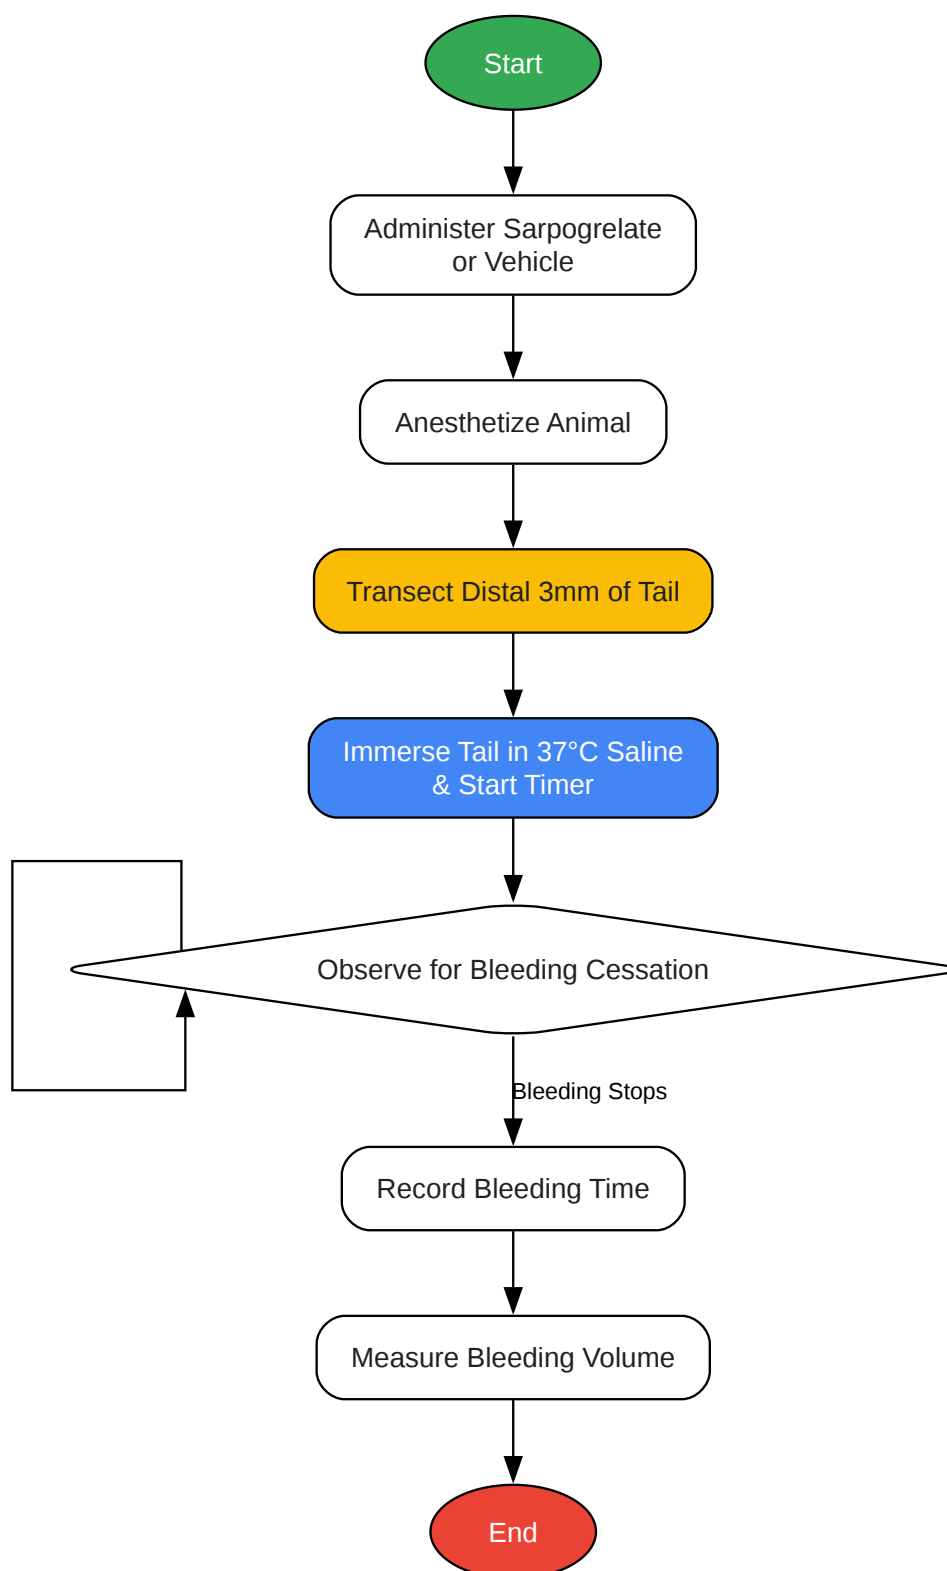 Start
Administer Sarpogrelate
or Vehicle
Anesthetize Animal
Transect Distal 3mm of Tail
Immerse Tail in 37°C Saline
& Start Timer
Observe for Bleeding Cessation
Bleeding Stops
Record Bleeding Time
Measure Bleeding Volume
End